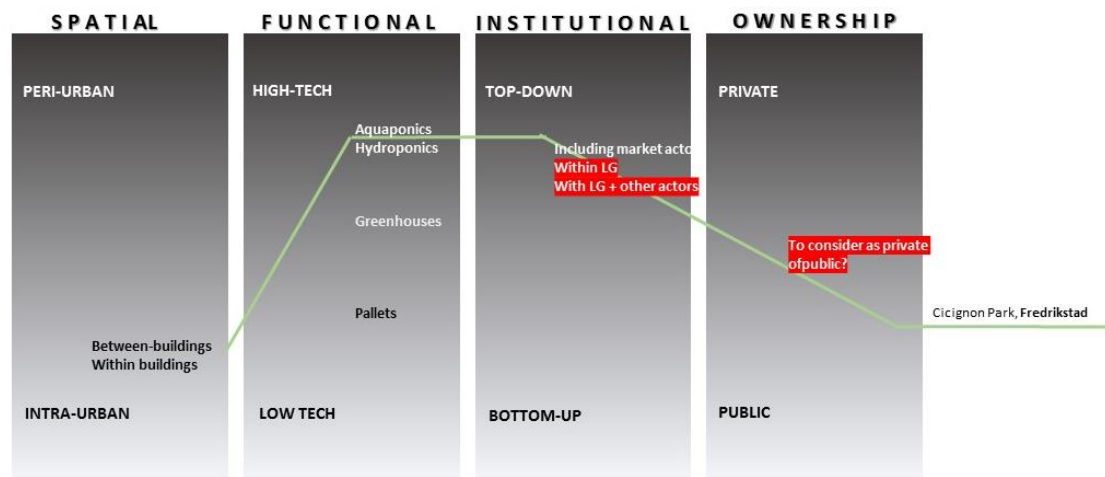 SPATIAL
FUNCTIONAL
INSTITUTIONAL
OWNERSHIP
PERI-URBAN
HIGH-TECH
TOP-DOWN
PRIVATE
Aquaponics
Hydroponics
Including market acto
Within LG
With LG + other actors
Greenhouses
To consider as private
ofpublic?
Pallets
Cicignon Park, Fredrikstad
Between-buildings
Within buildings
INTRA-URBAN
LOW TECH
BOTTOM-UP
PUBLIC